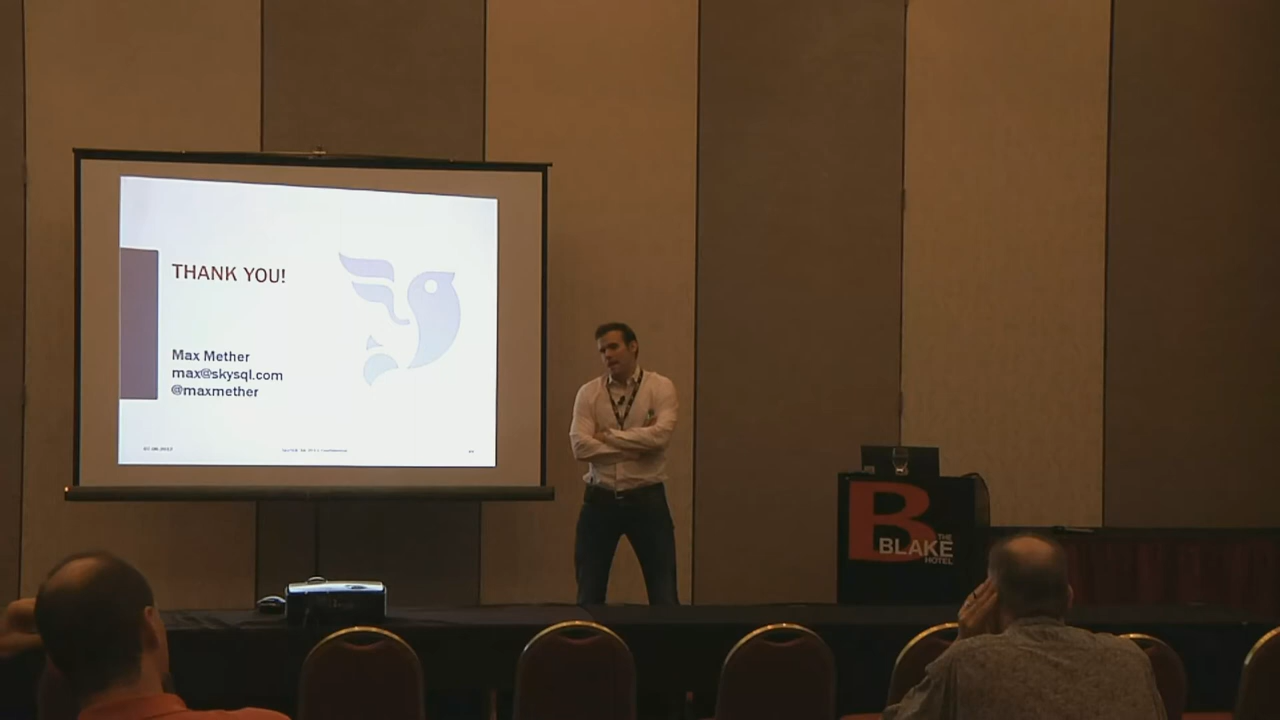 THANK YOU!
Max Mether
max@skysql.com
@maxmether
B
THE
BLAKE
HOTEL